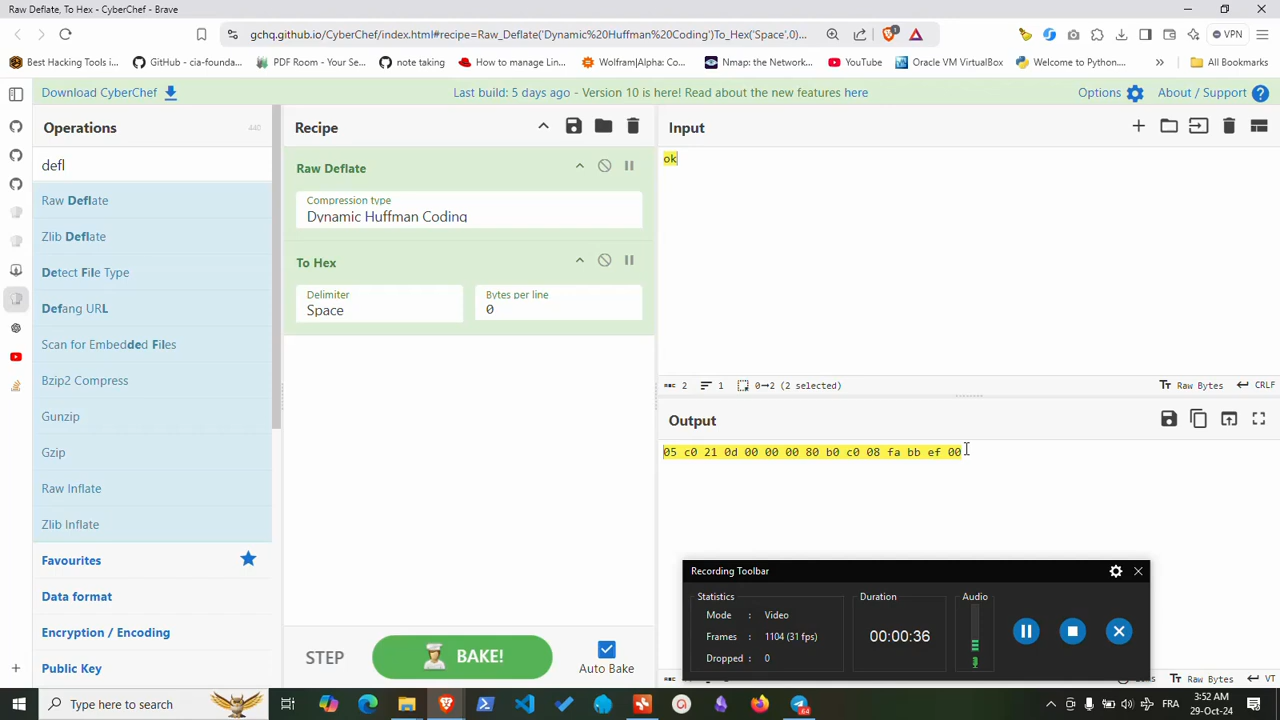 Raw Deflate, To Hex - CyberChef - Brave
gchq.github.io/CyberChef/index.html#recipe=Raw_Deflate('Dynamic%20Huffman%20Coding')To_Hex('Space',0)...
1
VPN
Best Hacking Tools i...
GitHub - cia-founda...
PDF Room - Your Se...
note taking
How to manage Lin...
Wolfram|Alpha: Co...
Nmap: the Network...
YouTube
Oracle VM VirtualBox
Welcome to Python....
»
All Bookmarks
Download CyberChef
Last build: 5 days ago - Version 10 is here! Read about the new features here
Options
About / Support
Operations
440
Recipe
Input
defl
Raw Deflate
Zlib Deflate
Detect File Type
Defang URL
Scan for Embedded Files
Bzip2 Compress
Gunzip
Gzip
Raw Inflate
Zlib Inflate
Favourites
Data format
Encryption / Encoding
Public Key
Raw Deflate
Compression type
Dynamic Huffman Coding
To Hex
Delimiter
Space
Bytes per line
0
STEP
BAKE!
Auto Bake
ok
2
1
0→2 (2 selected)
Raw Bytes
CRLF
Output
05 c0 21 0d 00 00 00 80 b0 c0 08 fa bb ef 00
Recording Toolbar
Statistics
Mode : Video
Frames : 1104 (31 fps)
Dropped : 0
Duration
00:00:36
Audio
Raw Bytes
VT
Type here to search
64
FRA
3:52 AM
29-Oct-24